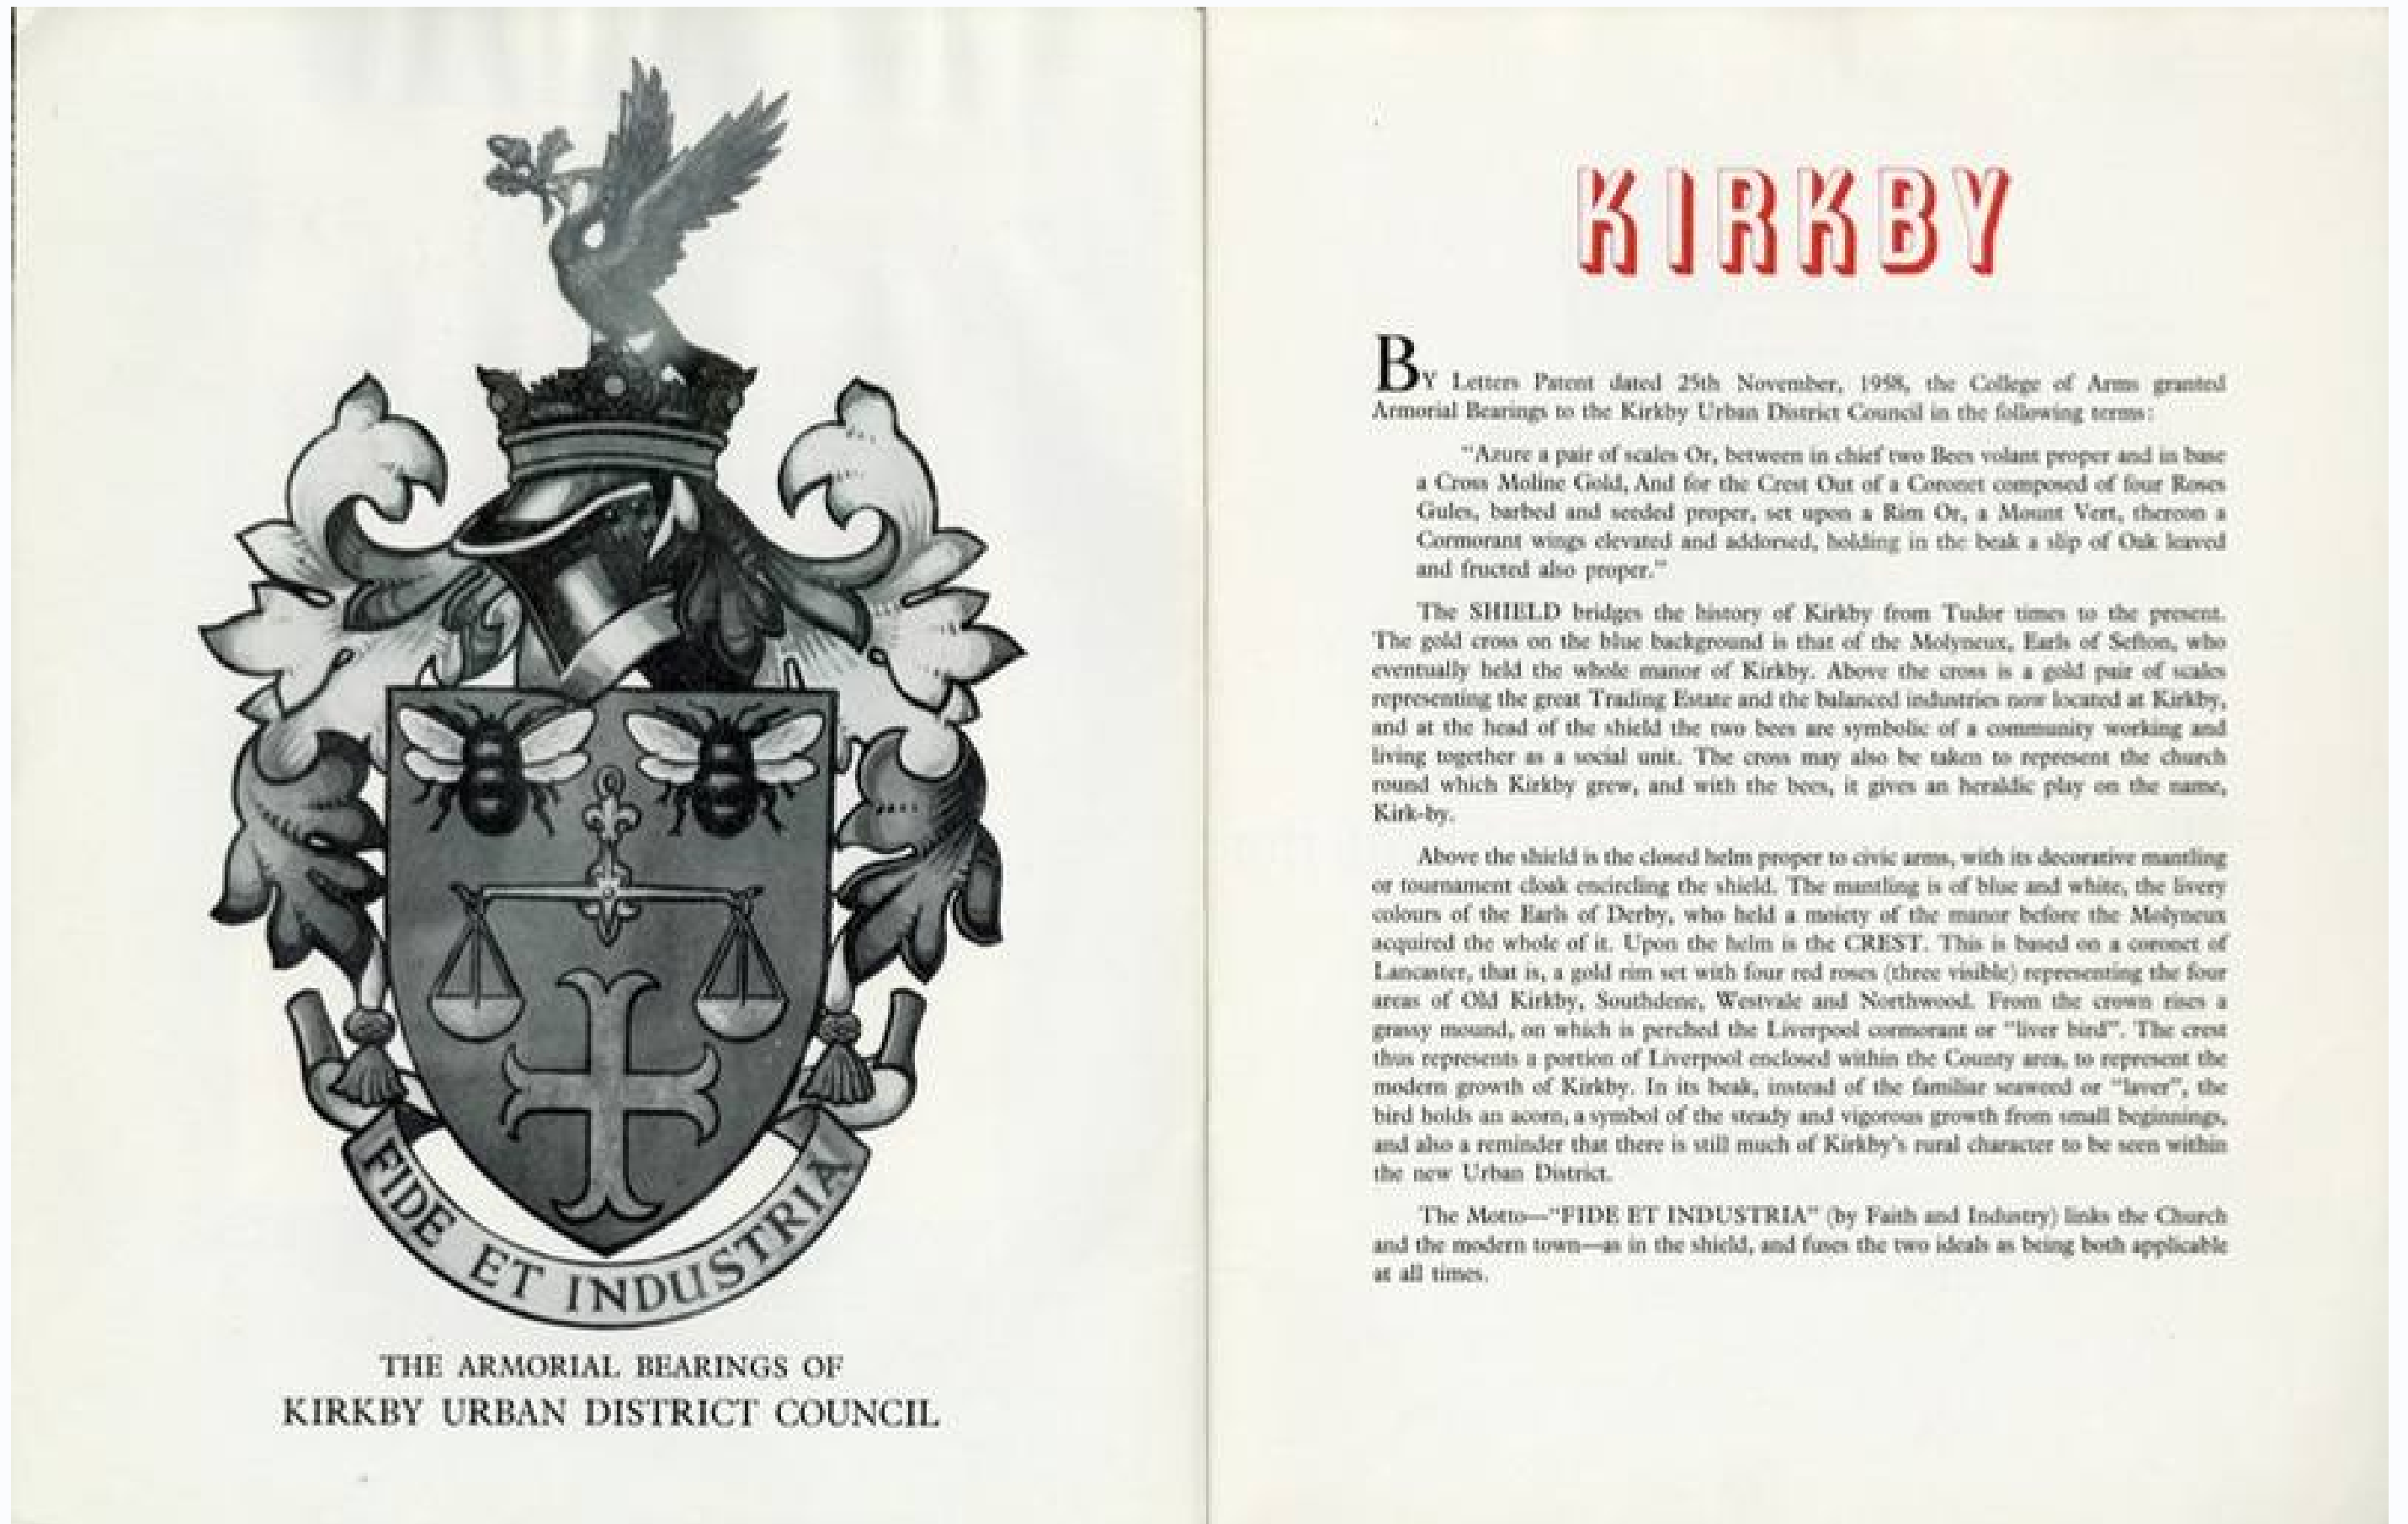 FIDE ET INDUSTRIA
THE ARMORIAL BEARINGS OF
KIRKBY URBAN DISTRICT COUNCIL
KIRKBY
BY Letters Patent dated 25th November, 1958, the College of Arms granted
Armorial Bearings to the Kirkby Urban District Council in the following terms:
"Azure a pair of scales Or, between in chief two Bees volant proper and in base
a Cross Moline Gold, And for the Crest Out of a Coronet composed of four Roses
Gules, barbed and seeded proper, set upon a Rim Or, a Mount Vert, thereon a
Cormorant wings elevated and addorsed, holding in the beak a slip of Oak leaved
and fructed also proper."
The SHIELD bridges the history of Kirkby from Tudor times to the present.
The gold cross on the blue background is that of the Molyneux, Earls of Sefton, who
eventually held the whole manor of Kirkby. Above the cross is a gold pair of scales
representing the great Trading Estate and the balanced industries now located at Kirkby,
and at the head of the shield the two bees are symbolic of a community working and
living together as a social unit. The cross may also be taken to represent the church
round which Kirkby grew, and with the bees, it gives an heraldic play on the name,
Kirk-by.
Above the shield is the closed helm proper to civic arms, with its decorative mantling
or tournament cloak encircling the shield. The mantling is of blue and white, the livery
colours of the Earls of Derby, who held a moiety of the manor before the Molyneux
acquired the whole of it. Upon the helm is the CREST. This is based on a coronet of
Lancaster, that is, a gold rim set with four red roses (three visible) representing the four
areas of Old Kirkby, Southdene, Westvale and Northwood. From the crown rises a
grassy mound, on which is perched the Liverpool cormorant or "liver bird". The crest
thus represents a portion of Liverpool enclosed within the County area, to represent the
modern growth of Kirkby. In its beak, instead of the familiar seaweed or "laver", the
bird holds an acorn, a symbol of the steady and vigorous growth from small beginnings,
and also a reminder that there is still much of Kirkby's rural character to be seen within
the new Urban District.
The Motto—"FIDE ET INDUSTRIA" (by Faith and Industry) links the Church
and the modern town—as in the shield, and fuses the two ideals as being both applicable
at all times.